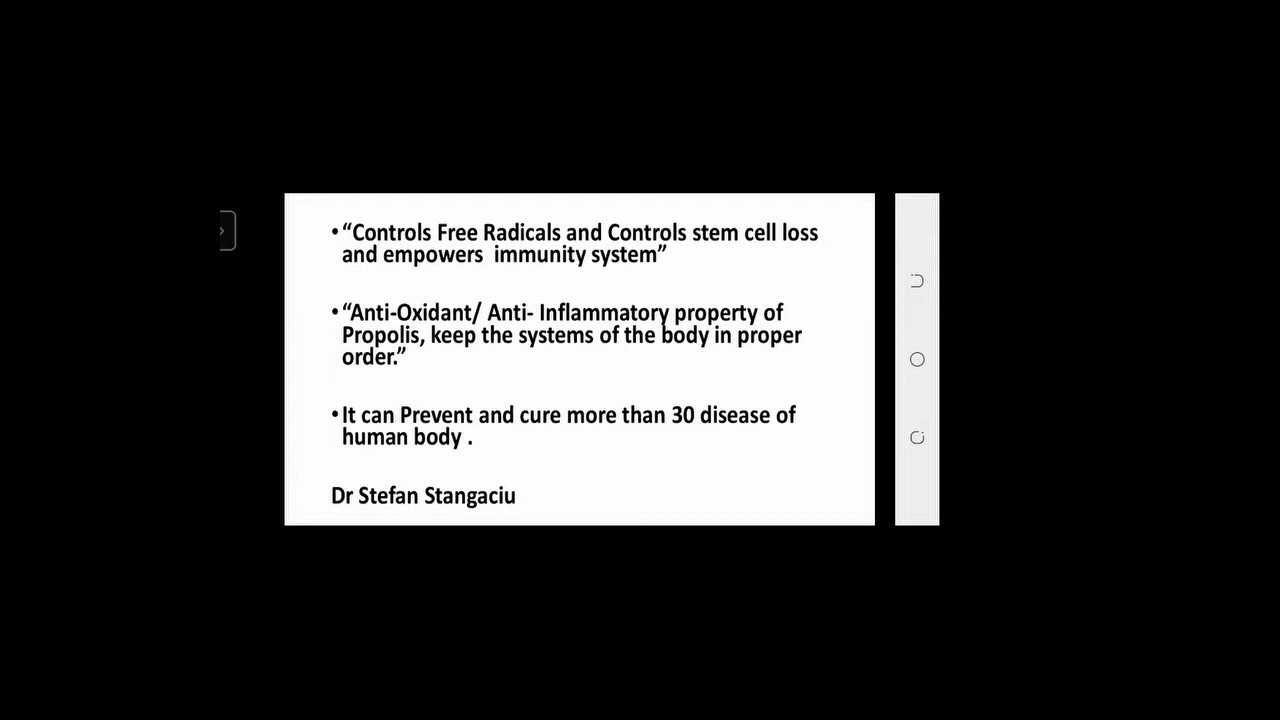 • “Controls Free Radicals and Controls stem cell loss
and empowers  immunity system”
• “Anti-Oxidant/ Anti- Inflammatory property of
Propolis, keep the systems of the body in proper
order.”
• It can Prevent and cure more than 30 disease of
human body .
Dr Stefan Stangaciu